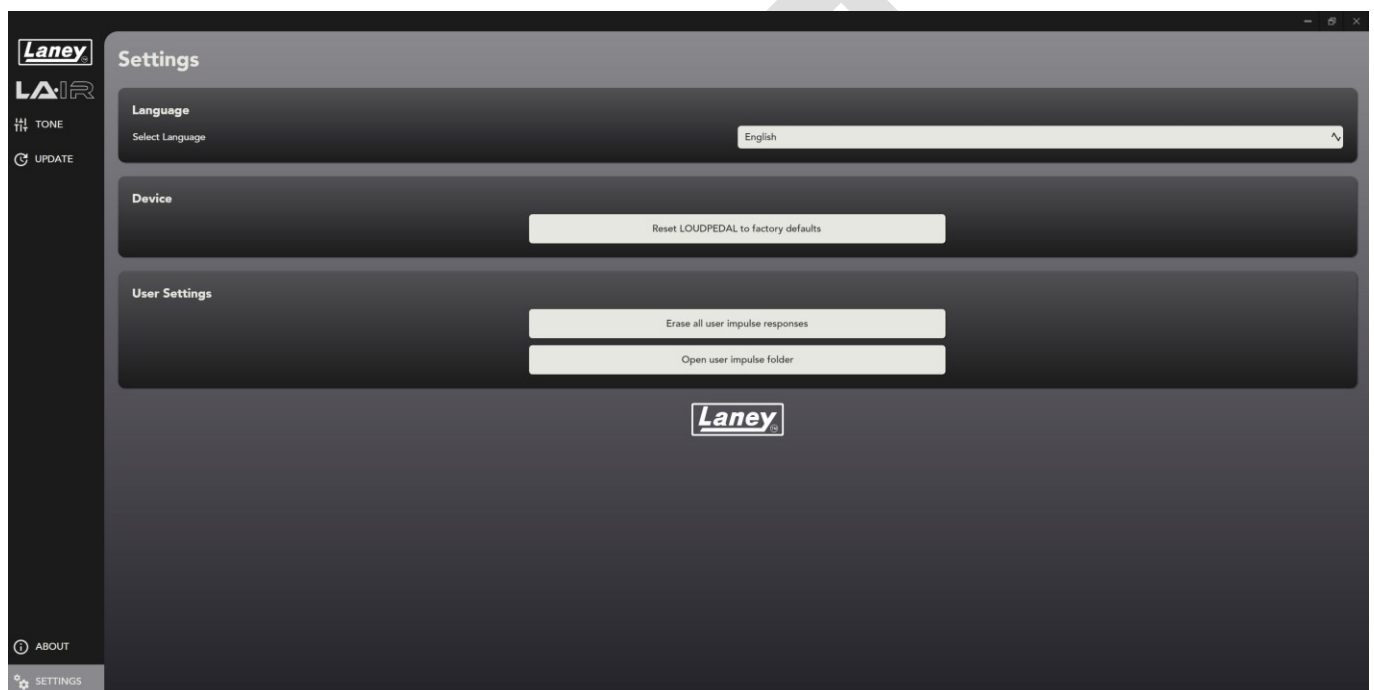 Laney
LA·IR
TONE
UPDATE
ABOUT
SETTINGS
Settings
Language
Select Language
English
Device
Reset LOUDPEDAL to factory defaults
User Settings
Erase all user impulse responses
Open user impulse folder
Laney